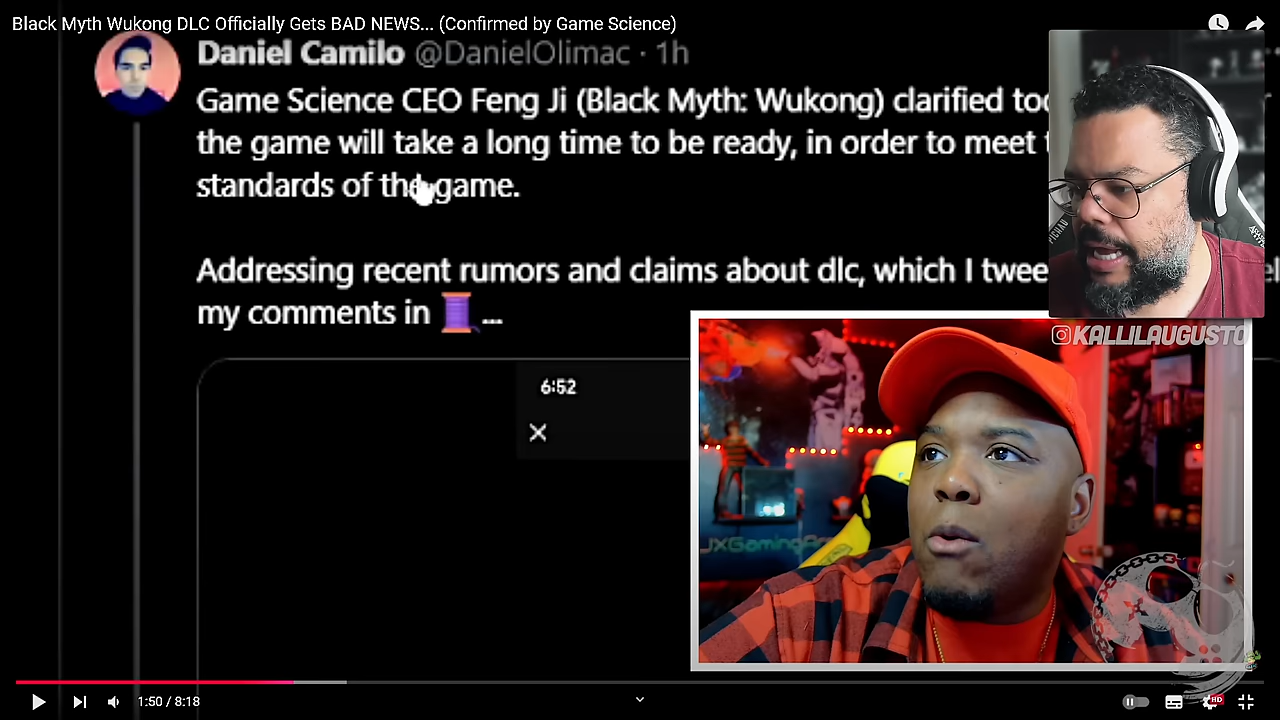 Black Myth Wukong DLC Officially Gets BAD NEWS... (Confirmed by Game Science)
Daniel Camilo @DanielOlimac · 1h
Game Science CEO Feng Ji (Black Myth: Wukong) clarified
the game will take a long time to be ready, in order to meet
standards of the game.
Addressing recent rumors and claims about dlc, which I
my comments in 🧵...
6:52
×
PICHAU
KALLILAUGUSTO
1:50 / 8:18
HD